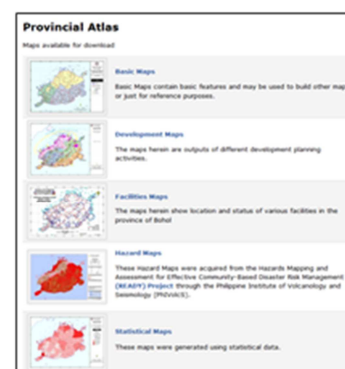 Provincial Atlas
Maps available for download
Basic Maps
Basic Maps contain basic features and may be used to build other map
or just for reference purposes.
Development Maps
The maps herein are outputs of different development planning
activities.
Facilities Maps
The maps herein show location and status of various facilities in the
province of Bohol
Hazard Maps
These Hazard Maps were acquired from the Hazards Mapping and
Assessment for Effective Community-Based Disaster Risk Management
(READY) Project through the Philippine Institute of Volcanology and
Seismology (PHIVolcS).
Statistical Maps
These maps were generated using statistical data.